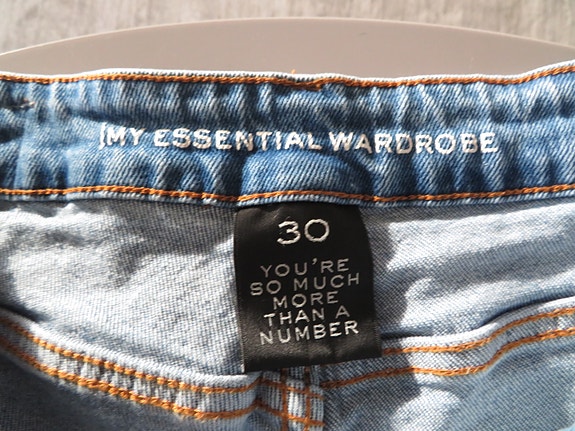 MY ESSENTIAL WARDROBE
30
YOU'RE
SO MUCH
MORE
THAN A
NUMBER